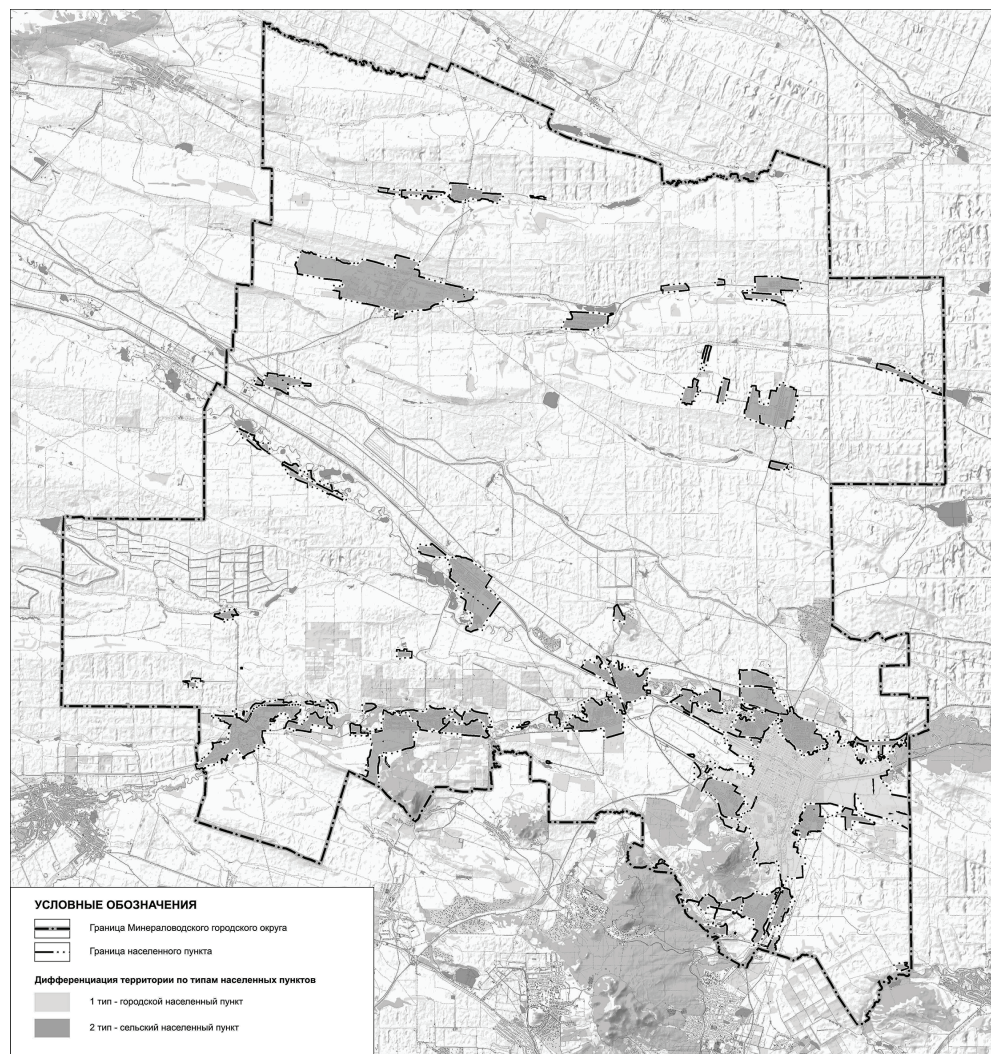 УСЛОВНЫЕ ОБОЗНАЧЕНИЯ
Граница Минераловодского городского округа
Граница населенного пункта
Дифференциация территории по типам населенных пунктов
1 тип - городской населенный пункт
2 тип - сельский населенный пункт